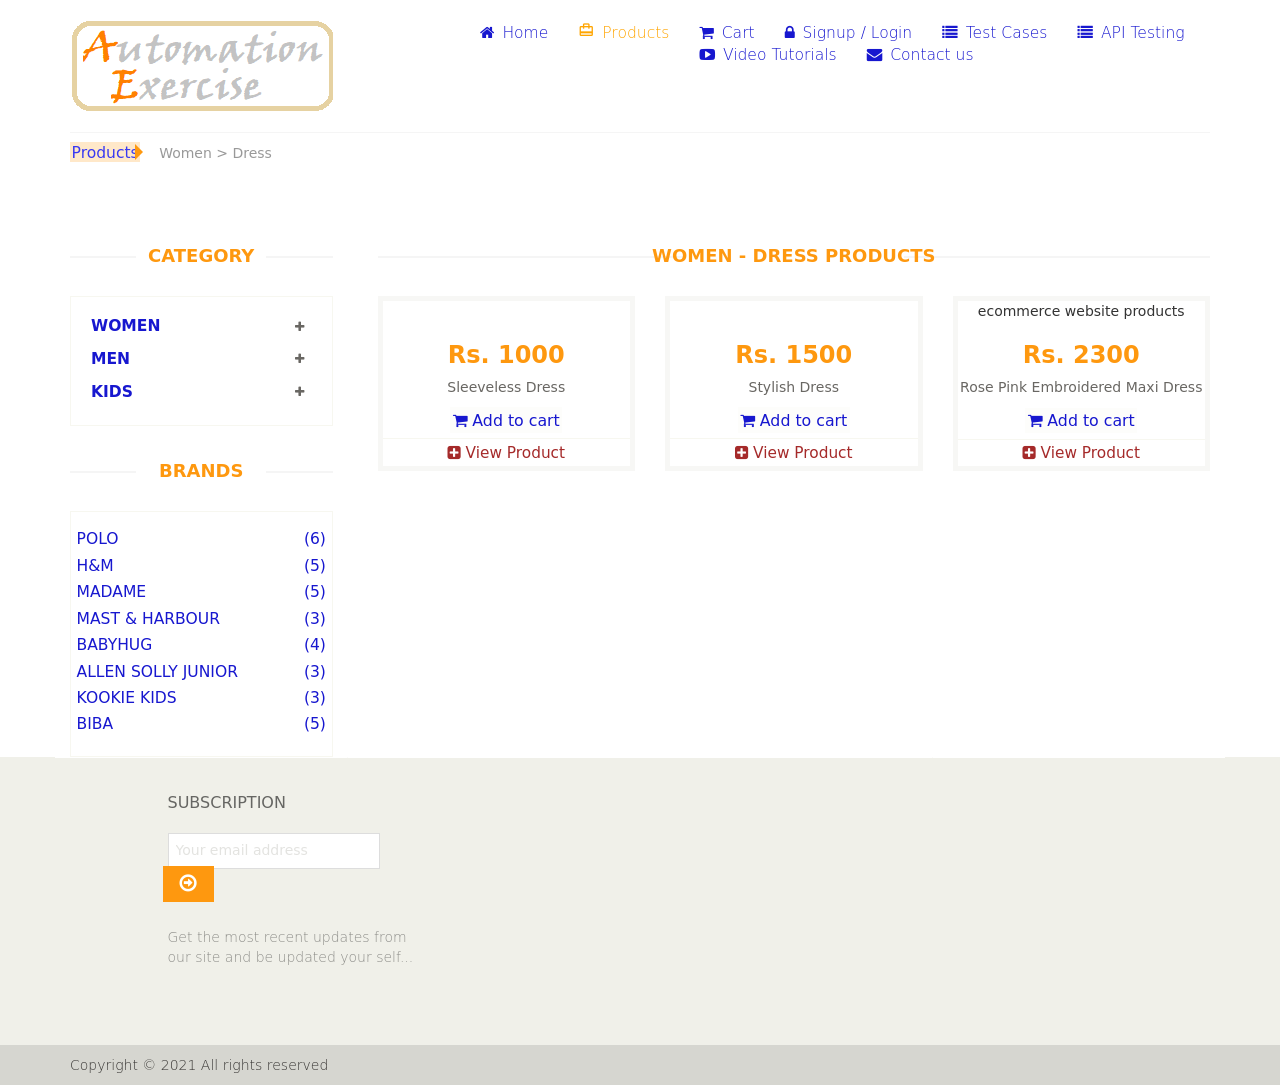 Automation
Exercise
Home
Products
Cart
Signup / Login
Test Cases
API Testing
Video Tutorials
Contact us
Products
Women > Dress
CATEGORY
WOMEN
MEN
KIDS
BRANDS
POLO (6)
H&M (5)
MADAME (5)
MAST & HARBOUR (3)
BABYHUG (4)
ALLEN SOLLY JUNIOR (3)
KOOKIE KIDS (3)
BIBA (5)
WOMEN - DRESS PRODUCTS
Rs. 1000
Sleeveless Dress
Add to cart
View Product
Rs. 1500
Stylish Dress
Add to cart
View Product
ecommerce website products
Rs. 2300
Rose Pink Embroidered Maxi Dress
Add to cart
View Product
SUBSCRIPTION
Your email address
Get the most recent updates from
our site and be updated your self...
Copyright © 2021 All rights reserved